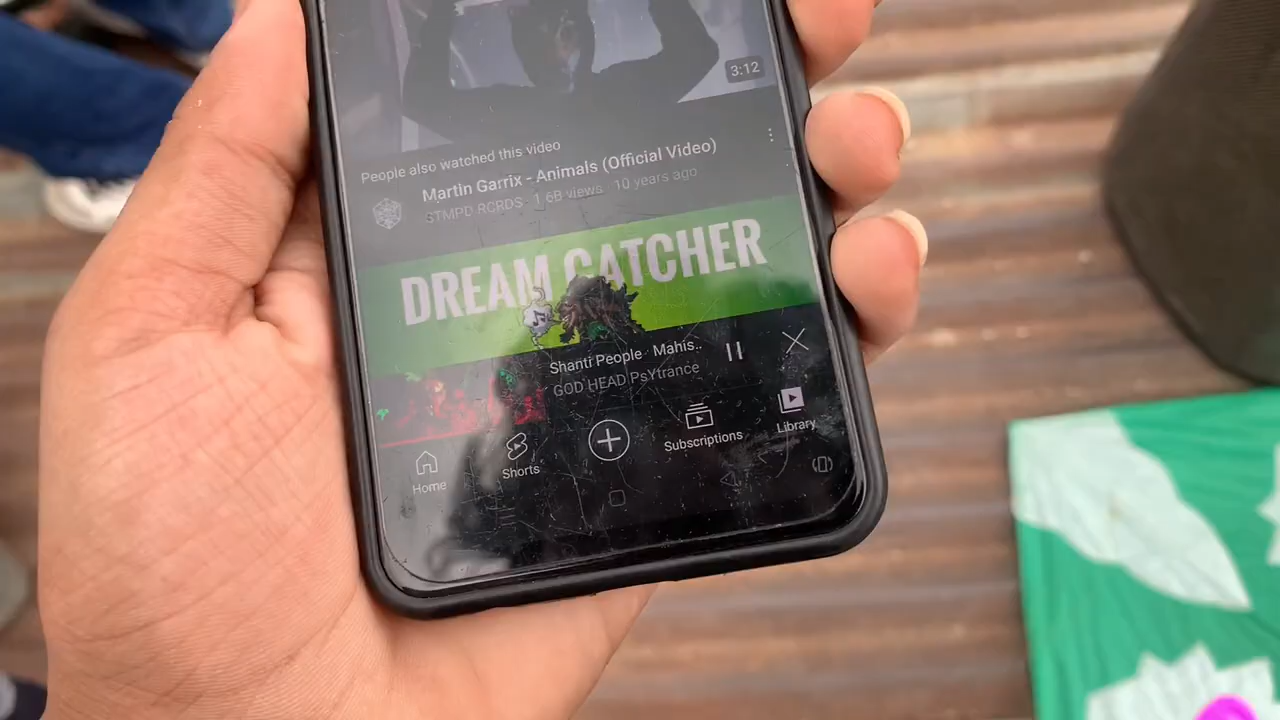 3:12
People also watched this video
Martin Garrix - Animals (Official Video)
STMPD RCRDS · 1.6B views · 10 years ago
DREAM CATCHER
Shanti People Mahis..
GOD HEAD PsYtrance
Home
Shorts
Subscriptions
Library